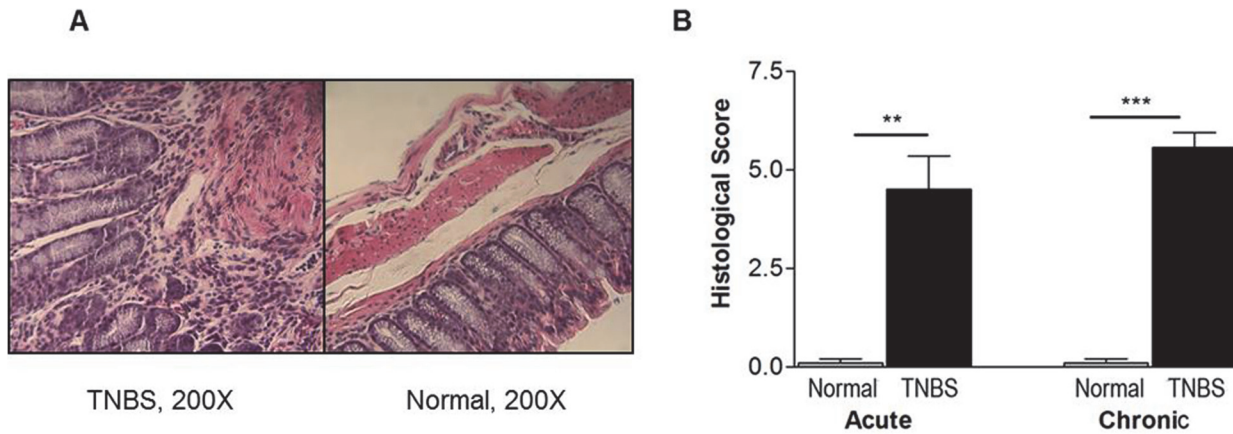 A
B
TNBS, 200X
Normal, 200X
Histological Score
7.5
5.0
2.5
0.0
**
***
Normal TNBS Normal TNBS
Acute Chronic